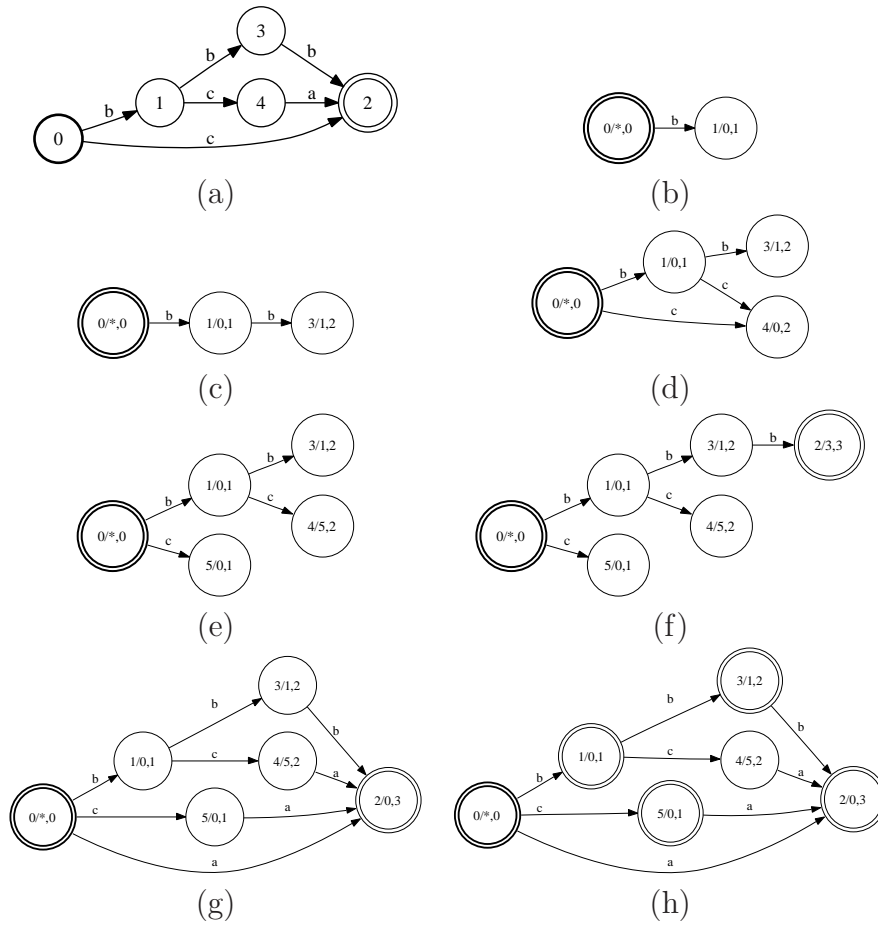 3
b
b
1
c
4
a
2
b
0
c
(a)
0/*,0
b
1/0,1
(b)
0/*,0
b
1/0,1
b
3/1,2
(c)
3/1,2
b
1/0,1
b
c
0/*,0
c
4/0,2
(d)
3/1,2
b
1/0,1
b
c
0/*,0
4/5,2
c
5/0,1
(e)
3/1,2
b
2/3,3
b
1/0,1
b
c
0/*,0
4/5,2
c
5/0,1
(f)
3/1,2
b
b
1/0,1
c
4/5,2
a
b
2/0,3
0/*,0
c
5/0,1
a
a
(g)
3/1,2
b
b
1/0,1
c
4/5,2
a
b
2/0,3
0/*,0
c
5/0,1
a
a
(h)